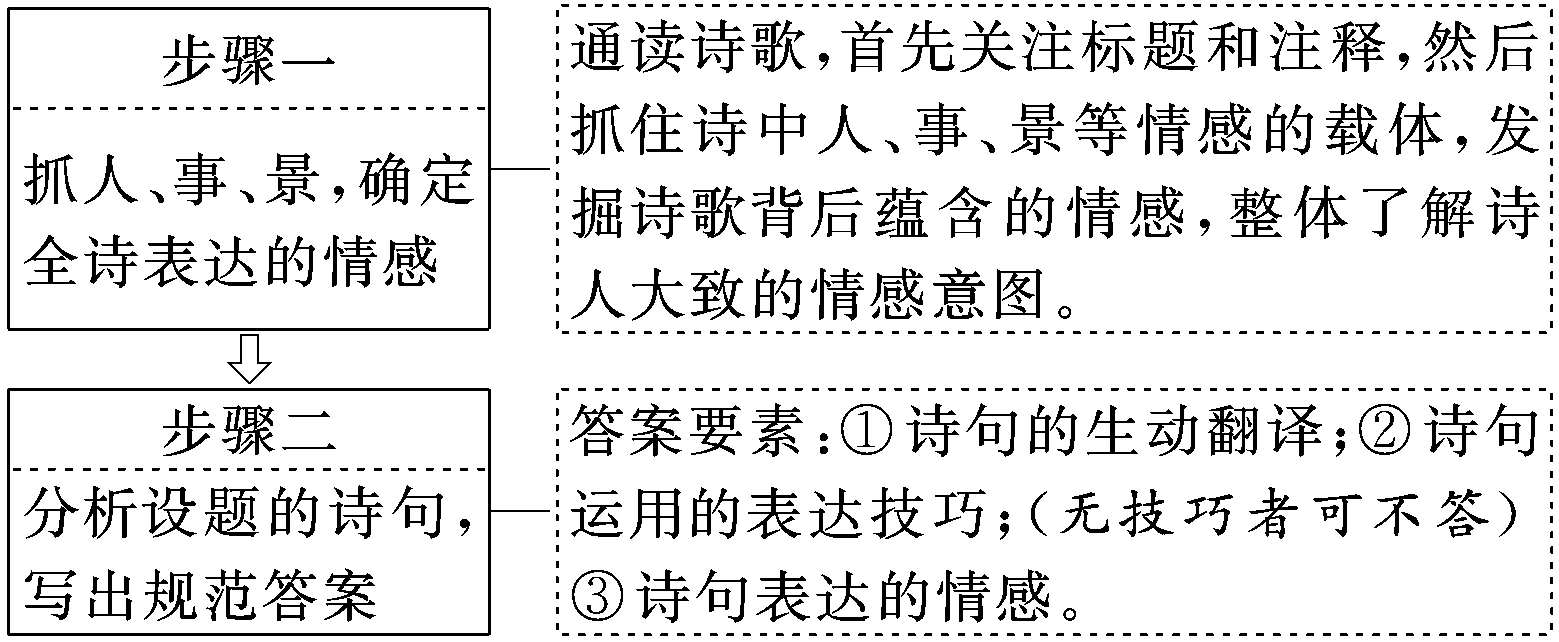 步骤一
抓人、事、景,确定
全诗表达的情感
通读诗歌,首先关注标题和注释,然后
抓住诗中人、事、景等情感的载体,发
掘诗歌背后蕴含的情感,整体了解诗
人大致的情感意图。
步骤二
分析设题的诗句,
写出规范答案
答案要素:①诗句的生动翻译;②诗句
运用的表达技巧;(无技巧者可不答)
③诗句表达的情感。